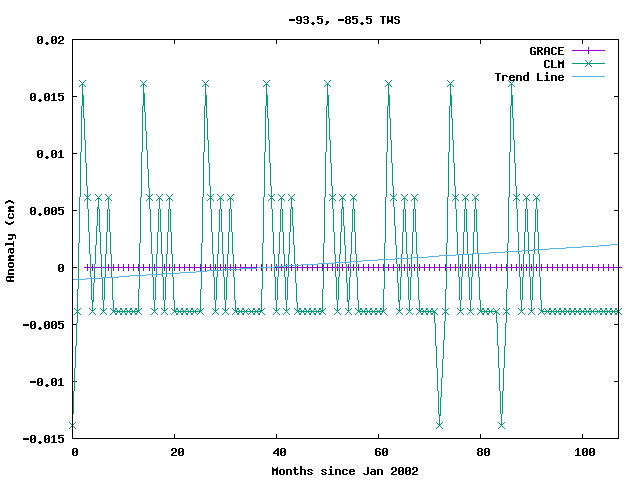 -93.5, -85.5 TWS
GRACE
CLM
Trend Line
0.02
0.015
0.01
0.005
0
-0.005
-0.01
-0.015
Anomaly (cm)
0 20 40 60 80 100
Months since Jan 2002